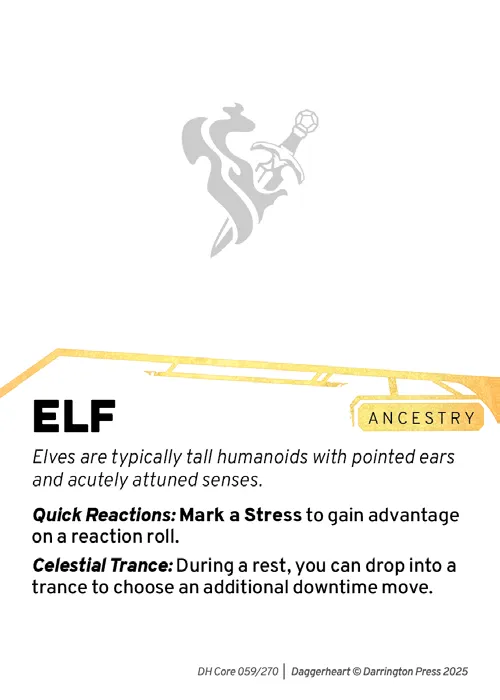 ELF
ANCESTRY
Elves are typically tall humanoids with pointed ears
and acutely attuned senses.
Quick Reactions: Mark a Stress to gain advantage
on a reaction roll.
Celestial Trance: During a rest, you can drop into a
trance to choose an additional downtime move.
DH Core 059/270 | Daggerheart © Darrington Press 2025